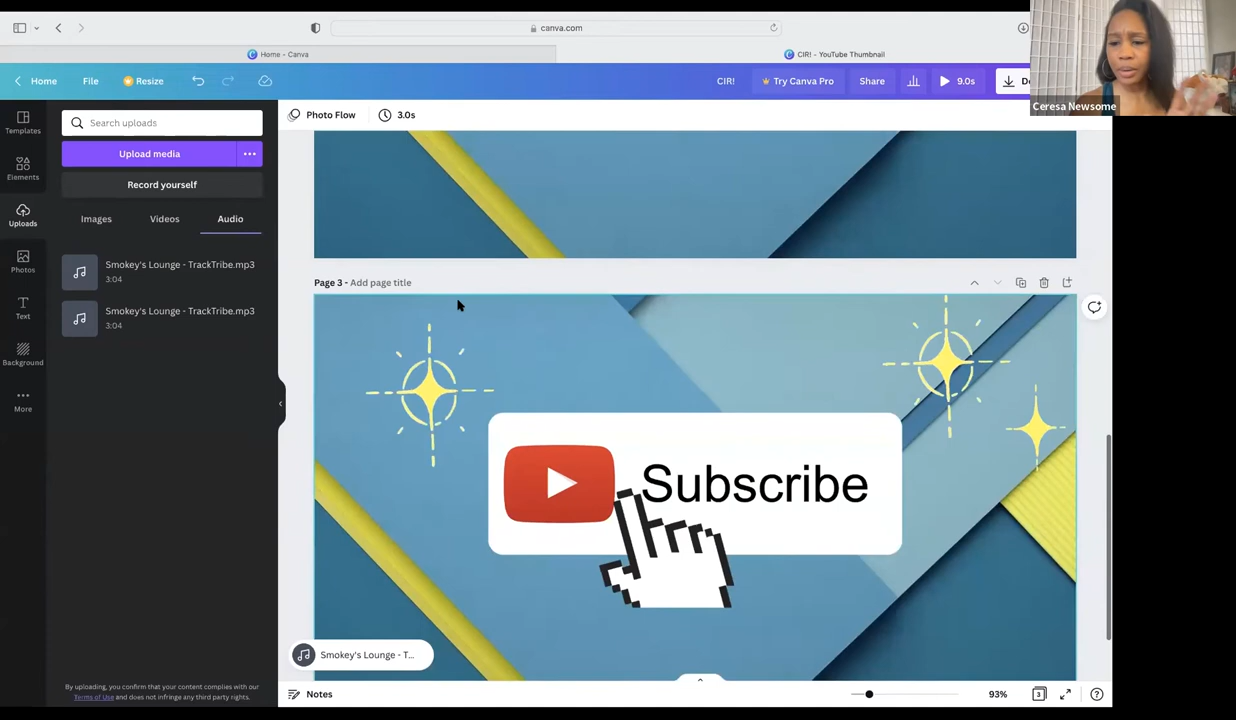 canva.com
Home - Canva
CIR! - YouTube Thumbnail
Home
File
Resize
CIR!
Try Canva Pro
Share
9.0s
Ceresa Newsome
Templates
Elements
Uploads
Photos
Text
Background
More
Search uploads
Upload media
Record yourself
Images
Videos
Audio
Smokey's Lounge - TrackTribe.mp3
3:04
Smokey's Lounge - TrackTribe.mp3
3:04
By uploading, you confirm that your content complies with our
Terms of Use and does not infringe any third party rights.
Photo Flow
3.0s
Page 3 - Add page title
Subscribe
Smokey's Lounge - T...
Notes
93%
3